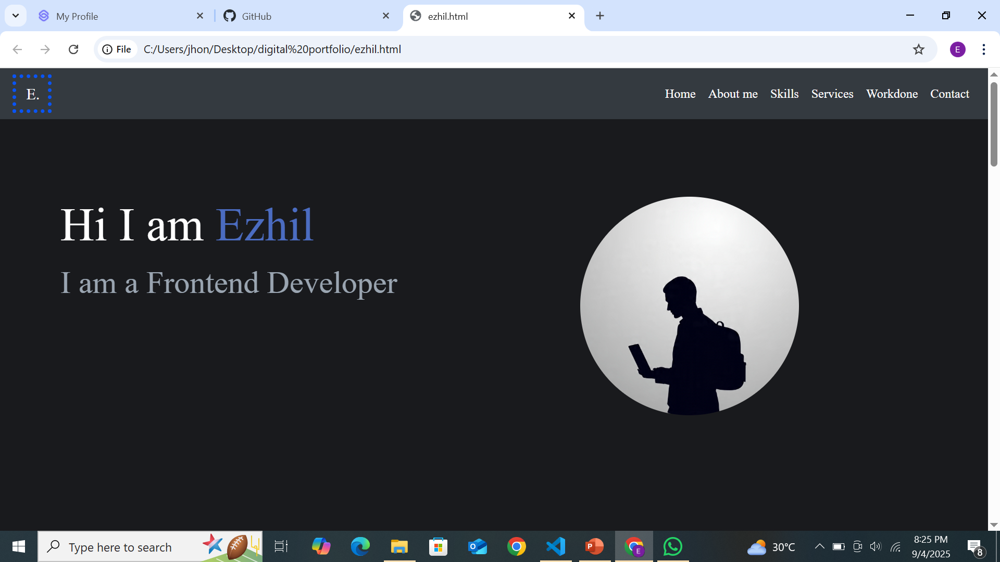 My Profile
GitHub
ezhil.html
File
C:/Users/jhon/Desktop/digital%20portfolio/ezhil.html
E
E.
Home
About me
Skills
Services
Workdone
Contact
Hi I am Ezhil
I am a Frontend Developer
Type here to search
P
E
30°C
8:25 PM
9/4/2025
8